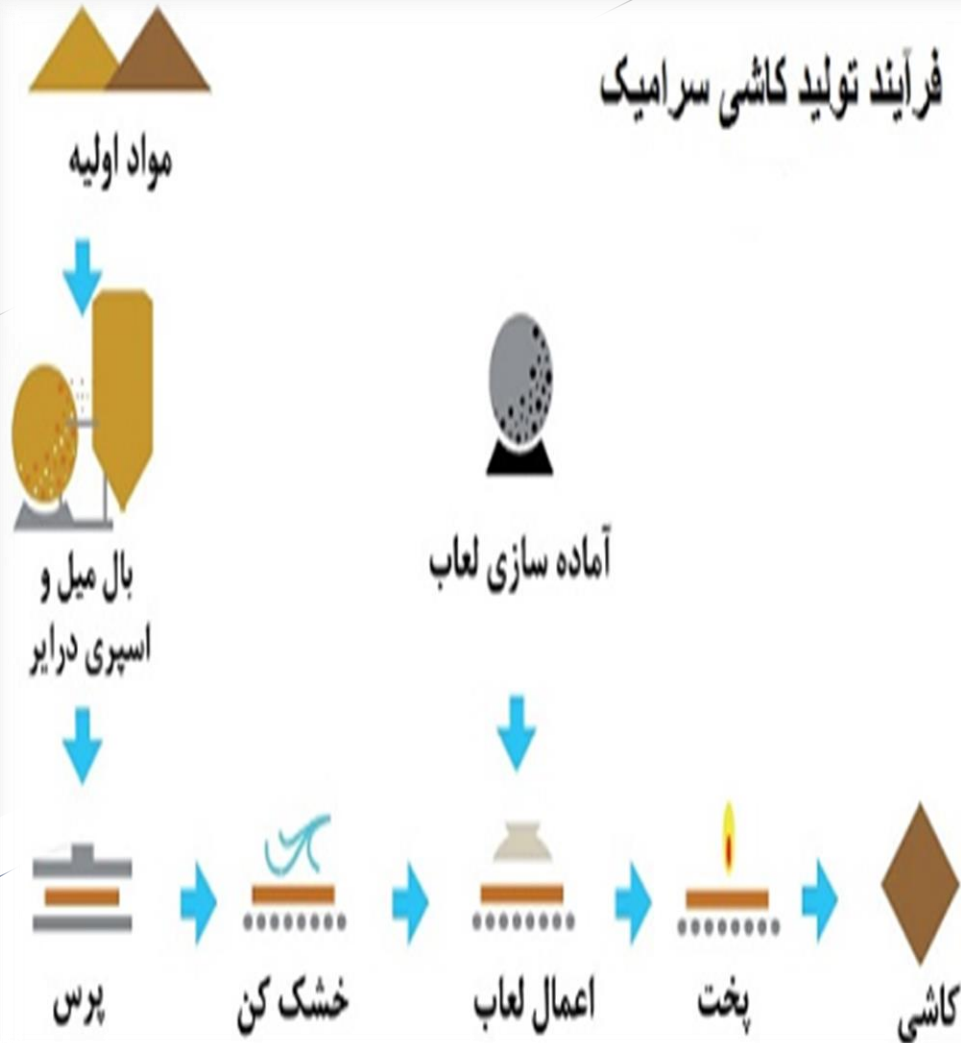 فرآیند تولید کاشی سرامیک
مواد اولیه
بال میل و
اسپری درایر
آماده سازی لعاب
پرس
خشک کن
اعمال لعاب
پخت
کاشی